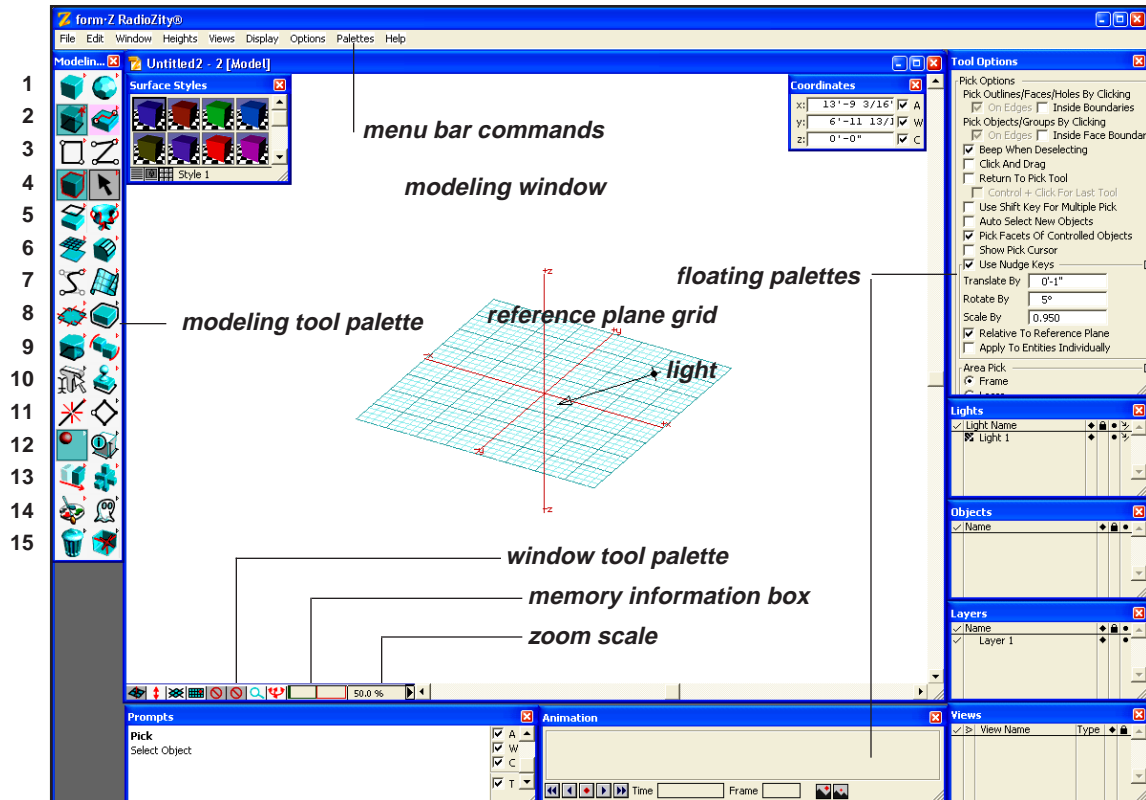 form·Z RadioZity®
File Edit Window Heights Views Display Options Palettes Help
Modelin...
1
2
3
4
5
6
7
8
9
10
11
12
13
14
15
Untitled2 - 2 [Model]
Surface Styles
Style 1
Coordinates
x: 13'-9 3/16" A
y: 6'-11 13/1 W
z: 0'-0" C
menu bar commands
modeling window
floating palettes
modeling tool palette
reference plane grid
light
+z
+y
-x
+x
-y
-z
window tool palette
memory information box
zoom scale
50.0 %
Tool Options
Pick Options
Pick Outlines/Faces/Holes By Clicking
On Edges Inside Boundaries
Pick Objects/Groups By Clicking
On Edges Inside Face Boundar
Beep When Deselecting
Click And Drag
Return To Pick Tool
Control + Click For Last Tool
Use Shift Key For Multiple Pick
Auto Select New Objects
Pick Facets Of Controlled Objects
Show Pick Cursor
Use Nudge Keys
Translate By 0'-1"
Rotate By 5°
Scale By 0.950
Relative To Reference Plane
Apply To Entities Individually
Area Pick
Frame
Lights
Light Name
Light 1
Objects
Name
Layers
Name
Layer 1
Prompts
Pick
Select Object
A
W
C
T
Animation
Time Frame
Views
View Name Type